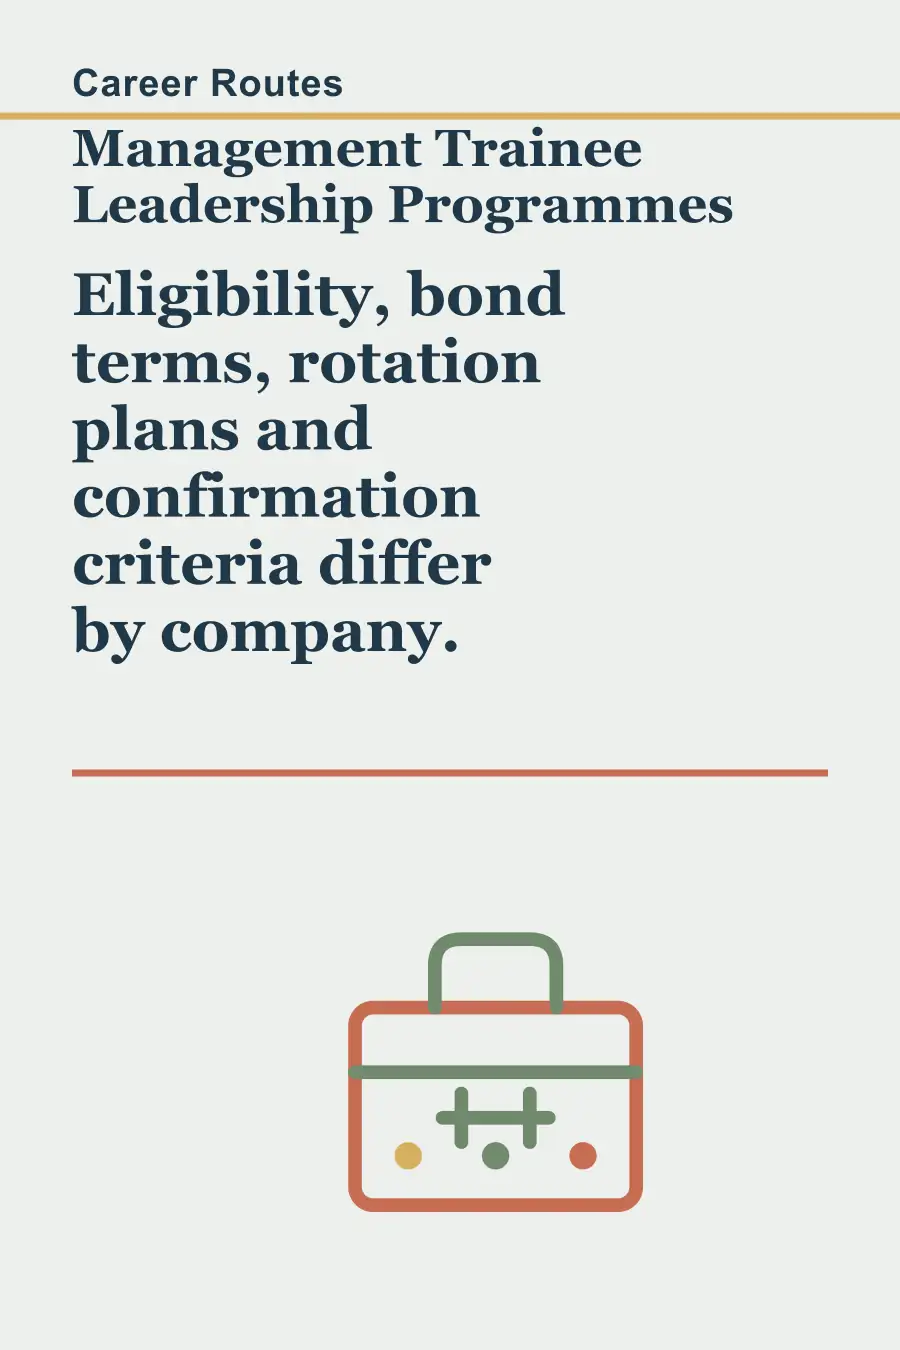 Career Routes
Management Trainee
Leadership Programmes
Eligibility, bond
terms, rotation
plans and
confirmation
criteria differ
by company.